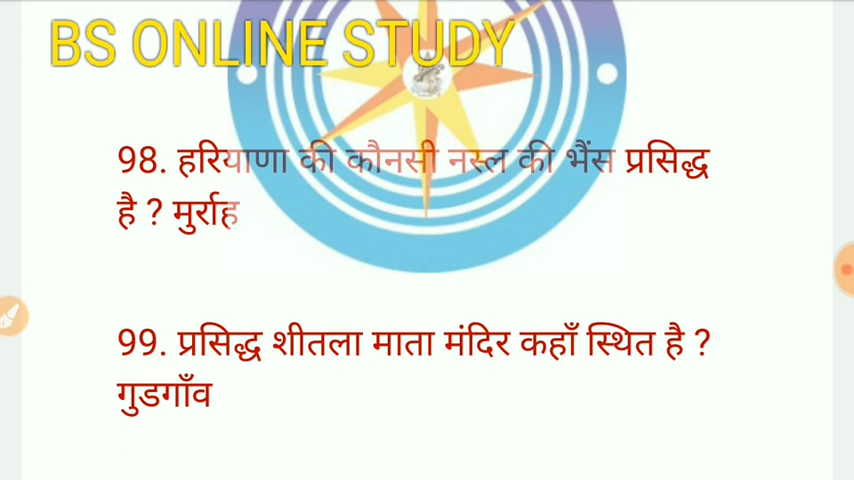 BS ONLINE STUDY
98. हरियाणा की कौनसी नस्ल की भैंस प्रसिद्ध
है ? मुर्राह
99. प्रसिद्ध शीतला माता मंदिर कहाँ स्थित है ?
गुडगाँव